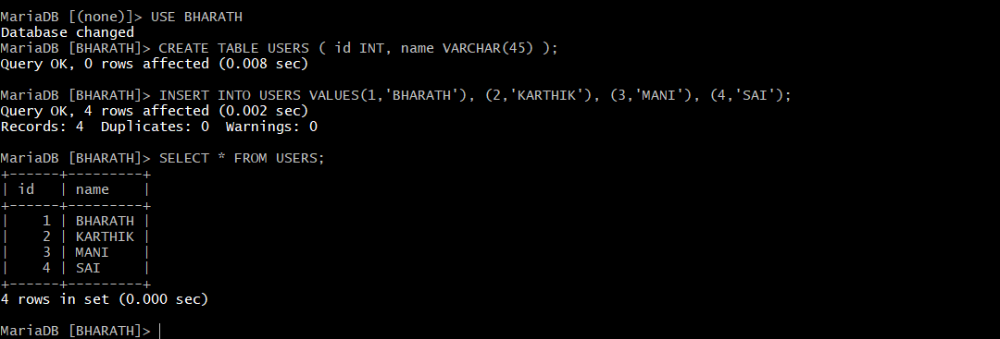 MariaDB [(none)]> USE BHARATH
Database changed
MariaDB [BHARATH]> CREATE TABLE USERS ( id INT, name VARCHAR(45) );
Query OK, 0 rows affected (0.008 sec)
MariaDB [BHARATH]> INSERT INTO USERS VALUES(1,'BHARATH'), (2,'KARTHIK'), (3,'MANI'), (4,'SAI');
Query OK, 4 rows affected (0.002 sec)
Records: 4  Duplicates: 0  Warnings: 0
MariaDB [BHARATH]> SELECT * FROM USERS;
+------+---------+
| id   | name    |
+------+---------+
|    1 | BHARATH |
|    2 | KARTHIK |
|    3 | MANI    |
|    4 | SAI     |
+------+---------+
4 rows in set (0.000 sec)
MariaDB [BHARATH]>